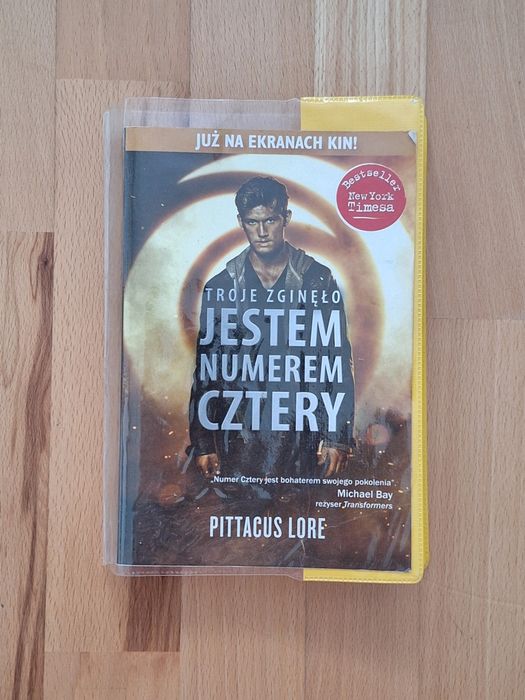 JUŻ NA EKRANACH KIN!
Bestseller
New York
Timesa
TROJE ZGINĘŁO
JESTEM
NUMEREM
CZTERY
„Numer Cztery jest bohaterem swojego pokolenia"
Michael Bay
reżyser Transformers
PITTACUS LORE